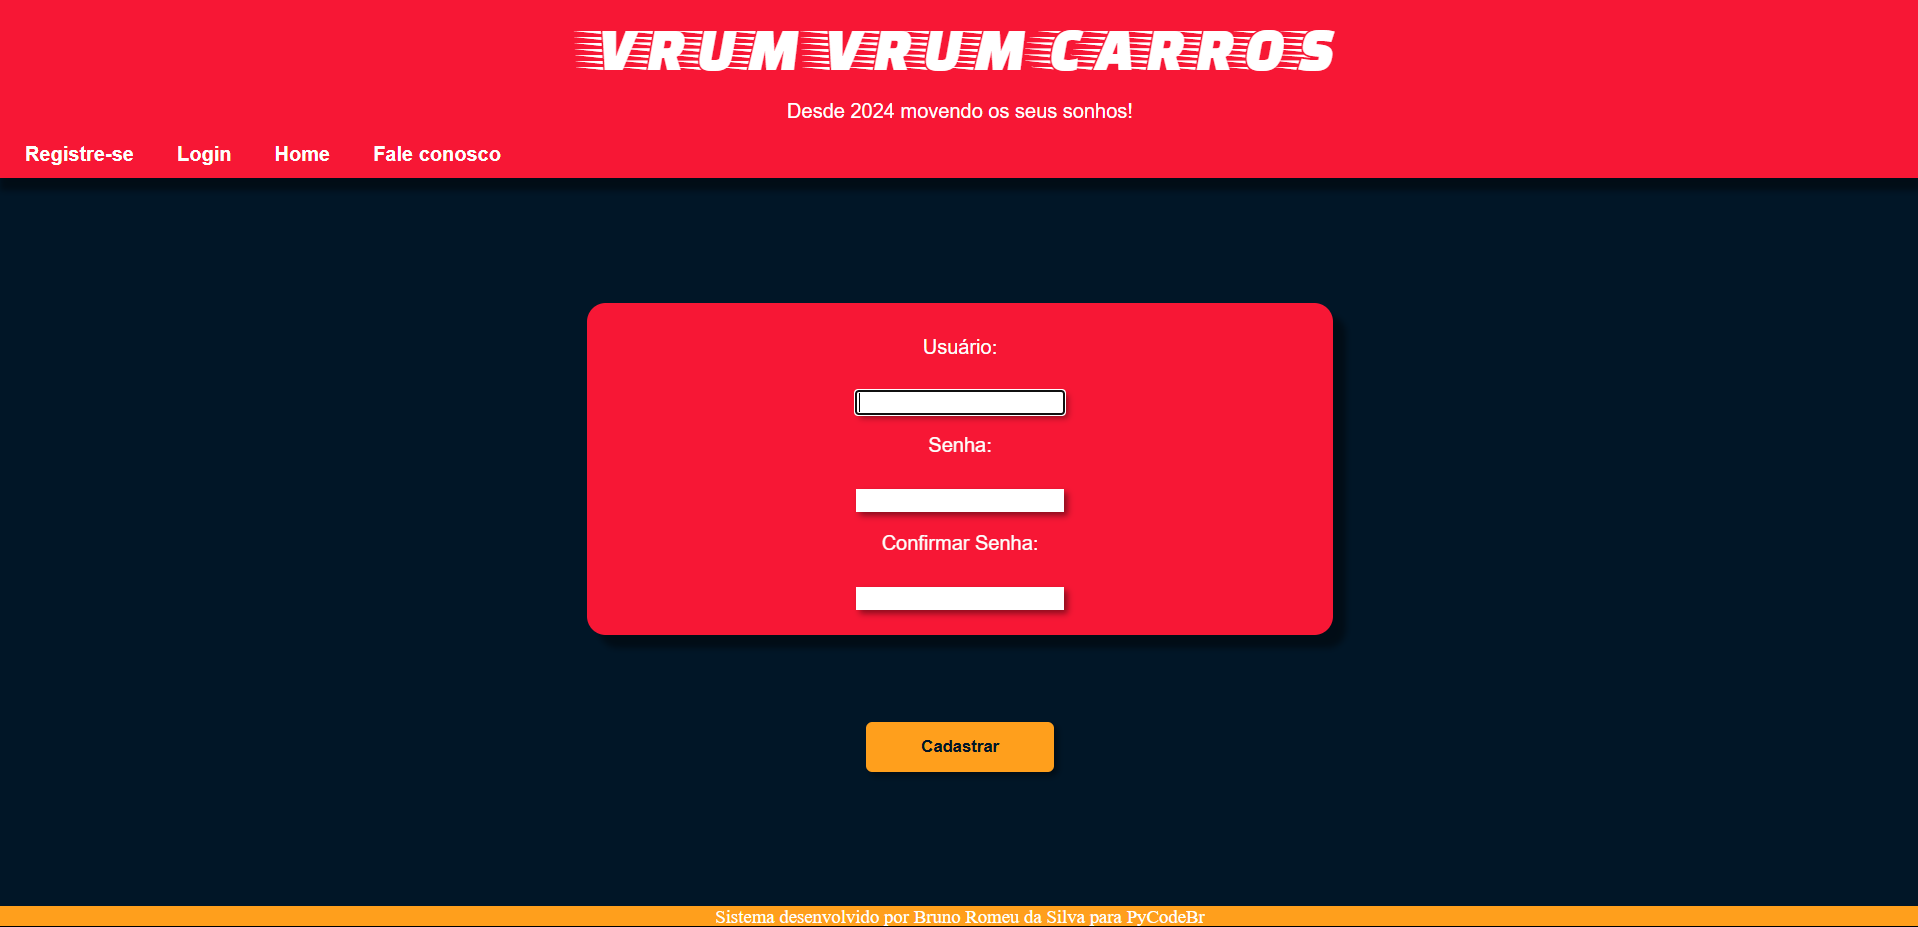 VRUM VRUM CARROS
Desde 2024 movendo os seus sonhos!
Registre-se Login Home Fale conosco
Usuário:
Senha:
Confirmar Senha:
Cadastrar
Sistema desenvolvido por Bruno Romeu da Silva para PyCodeBr